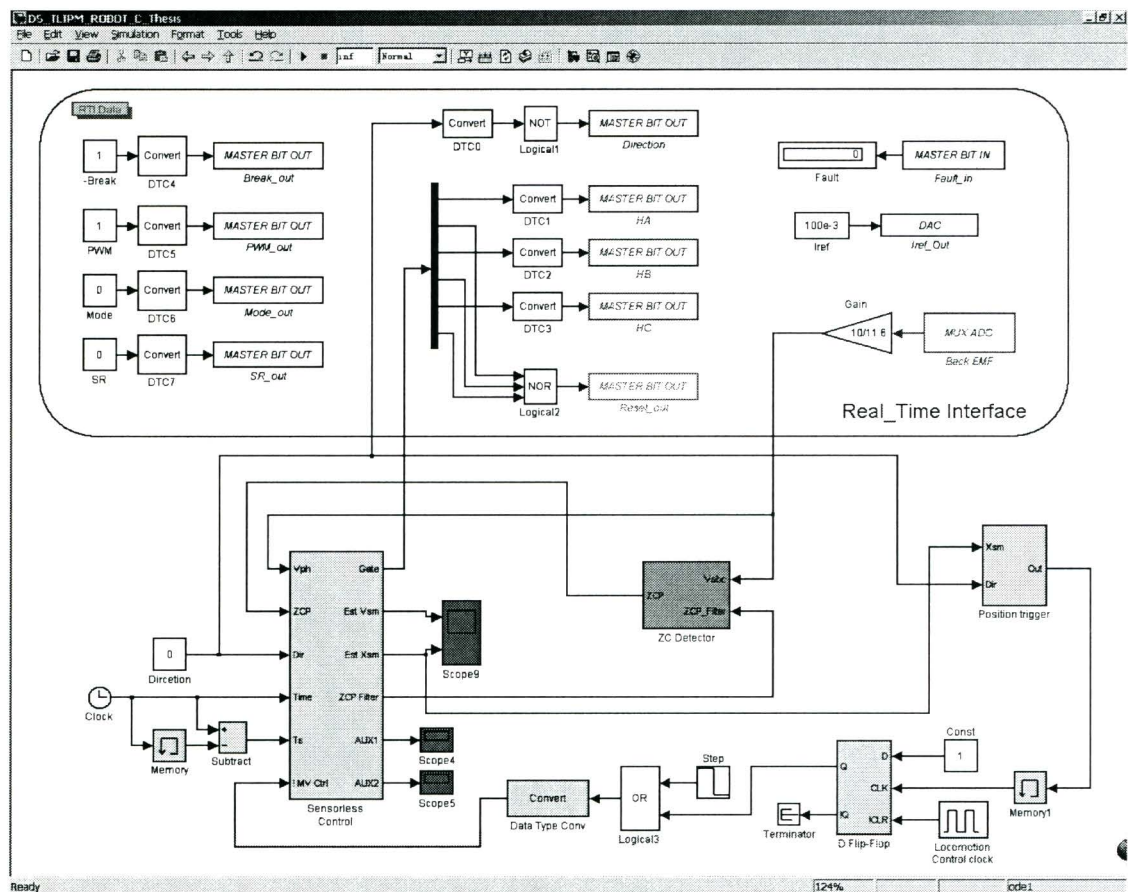 DS_TLIPM_ROBOT_C_Thesis
File Edit View Simulation Format Tools Help
inf Normal
RTI Data
1 Convert MASTER BIT OUT
-Break DTC4 Break_out
1 Convert MASTER BIT OUT
PWM DTC5 PWM_out
0 Convert MASTER BIT OUT
Mode DTC6 Mode_out
0 Convert MASTER BIT OUT
SR DTC7 SR_out
Convert NOT MASTER BIT OUT
DTC0 Logical1 Direction
Convert MASTER BIT OUT
DTC1 HA
Convert MASTER BIT OUT
DTC2 HB
Convert MASTER BIT OUT
DTC3 HC
NOR MASTER BIT OUT
Logical2 Reset_out
0 MASTER BIT IN
Fault Fault_in
100e-3 DAC
Iref Iref_Out
Gain
10/11.6 MUX ADC
Back EMF
Real_Time Interface
Vph Gate
ZCP Est Vsm
Dir Est Xsm
Time ZCP Filter
Ts AUX1
!MV Ctrl AUX2
Sensorless
Control
0
Dircetion
Clock
Memory
Subtract
Scope9
Scope4
Scope5
Vabc
ZCP
ZCP_Filter
ZC Detector
Xsm
Out
Dir
Position trigger
Convert
Data Type Conv
OR
Logical3
Step
Terminator
D
Q
CLK
!Q
!CLR
D Flip-Flop
Const
1
Memory1
Locomotion
Control clock
Ready 124% ode1